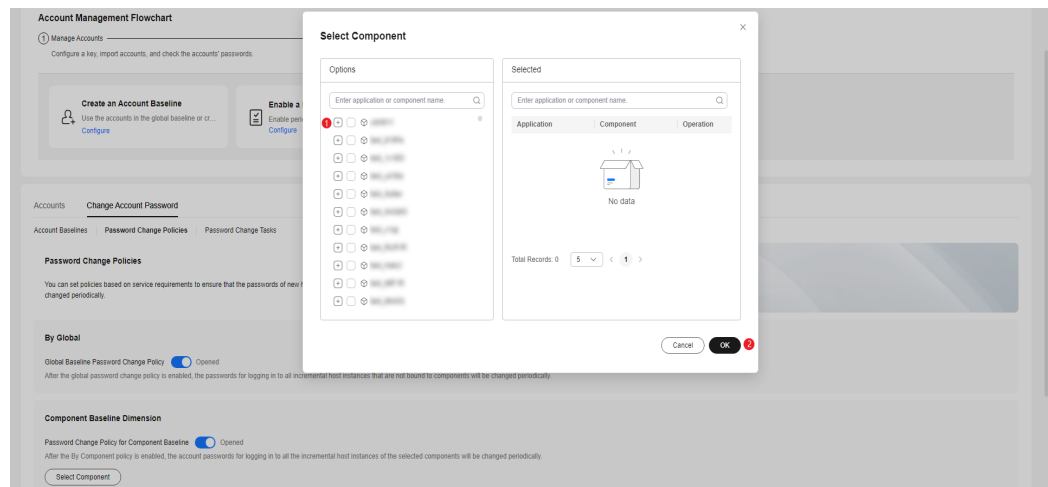 Account Management Flowchart
1 Manage Accounts
Configure a key, import accounts, and check the accounts' passwords.
Create an Account Baseline
Use the accounts in the global baseline or cr...
Configure
Enable a
Enable peri
Configure
Select Component
Options
Enter application or component name.
1
Selected
Enter application or component name.
Application Component Operation
No data
Total Records: 0 5 1
Cancel OK 2
Accounts Change Account Password
Account Baselines Password Change Policies Password Change Tasks
Password Change Policies
You can set policies based on service requirements to ensure that the passwords of new
changed periodically.
By Global
Global Baseline Password Change Policy Opened
After the global password change policy is enabled, the passwords for logging in to all incremental host instances that are not bound to components will be changed periodically.
Component Baseline Dimension
Password Change Policy for Component Baseline Opened
After the By Component policy is enabled, the account passwords for logging in to all the incremental host instances of the selected components will be changed periodically.
Select Component